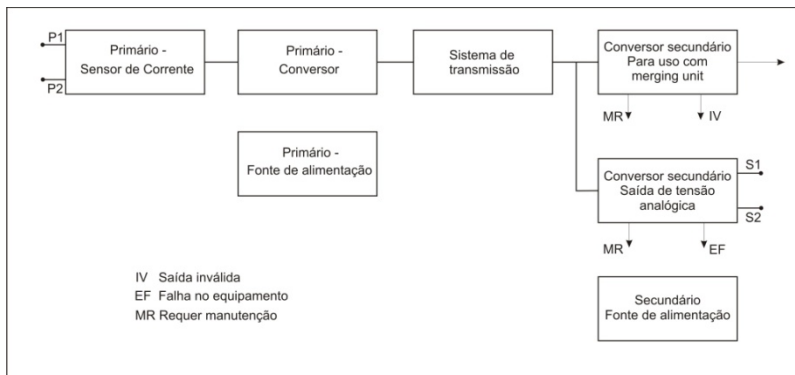 P1
P2
Primário -
Sensor de Corrente
Primário -
Conversor
Sistema de
transmissão
Conversor secundário
Para uso com
merging unit
MR
IV
Primário -
Fonte de alimentação
Conversor secundário
Saída de tensão
analógica
S1
S2
MR
EF
IV Saída inválida
EF Falha no equipamento
MR Requer manutenção
Secundário
Fonte de alimentação